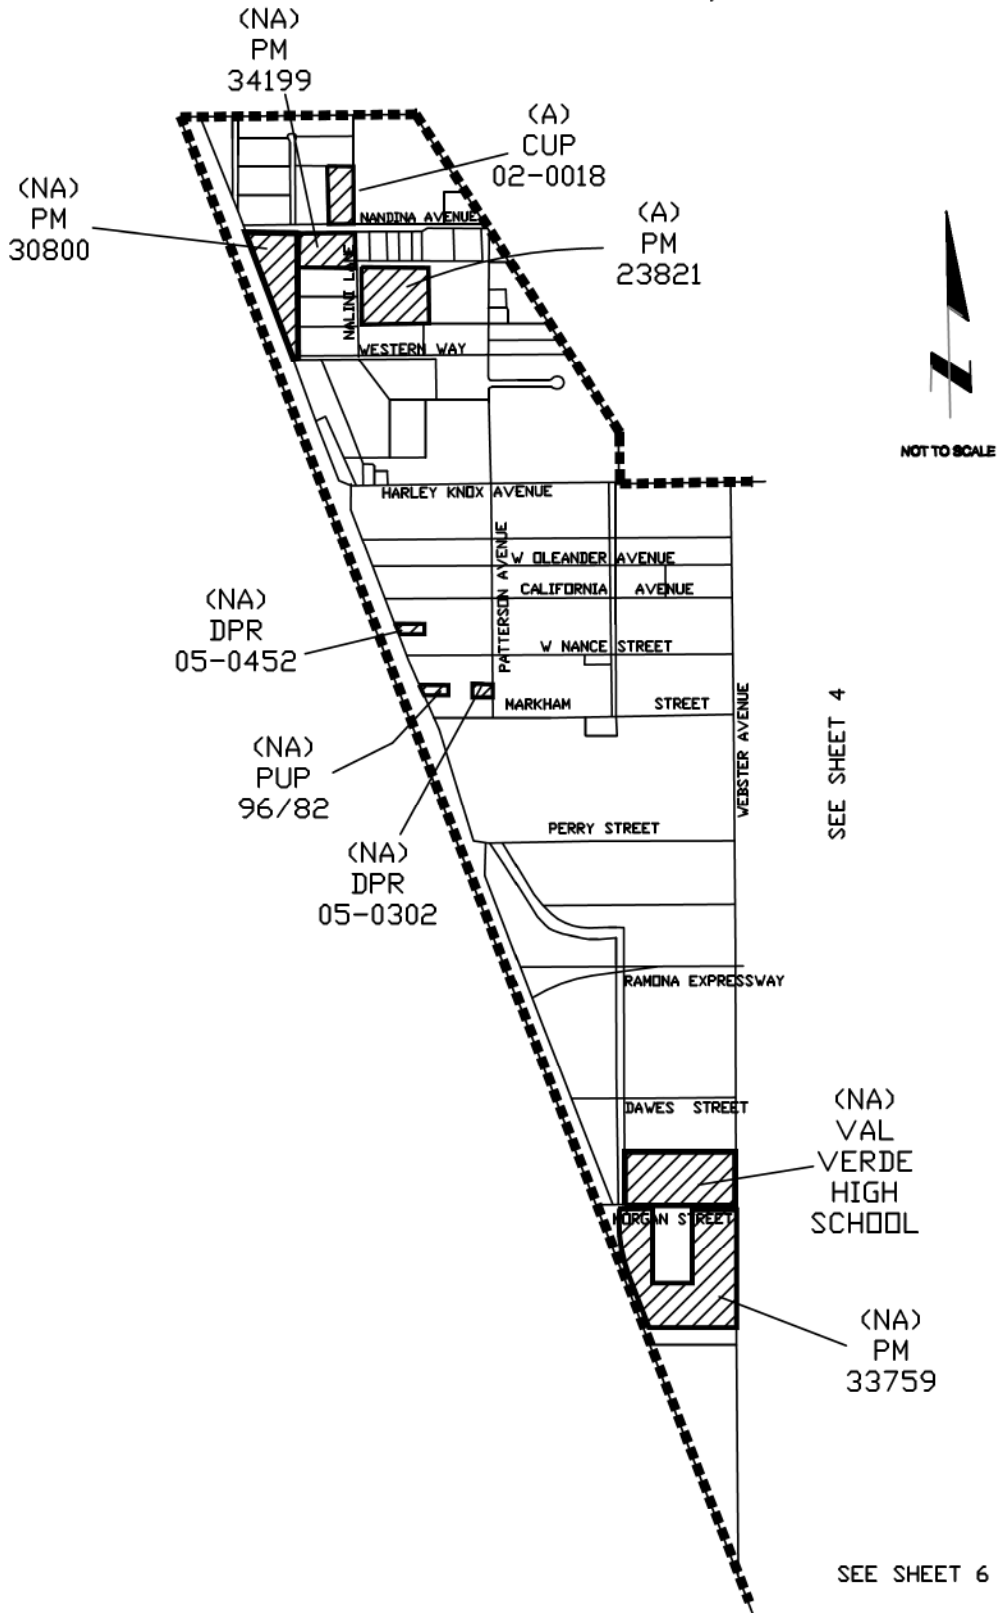 (NA)
PM
34199
(A)
CUP
02-0018
(NA)
PM
30800
(A)
PM
23821
NANDINA AVENUE
NALINI LANE
WESTERN WAY
NOT TO SCALE
HARLEY KNOX AVENUE
PATTERSON AVENUE
W OLEANDER AVENUE
CALIFORNIA AVENUE
(NA)
DPR
05-0452
W NANCE STREET
MARKHAM STREET
WEBSTER AVENUE
SEE SHEET 4
(NA)
PUP
96/82
(NA)
DPR
05-0302
PERRY STREET
RAMONA EXPRESSWAY
DAWES STREET
(NA)
VAL
VERDE
HIGH
SCHOOL
MORGAN STREET
(NA)
PM
33759
SEE SHEET 6